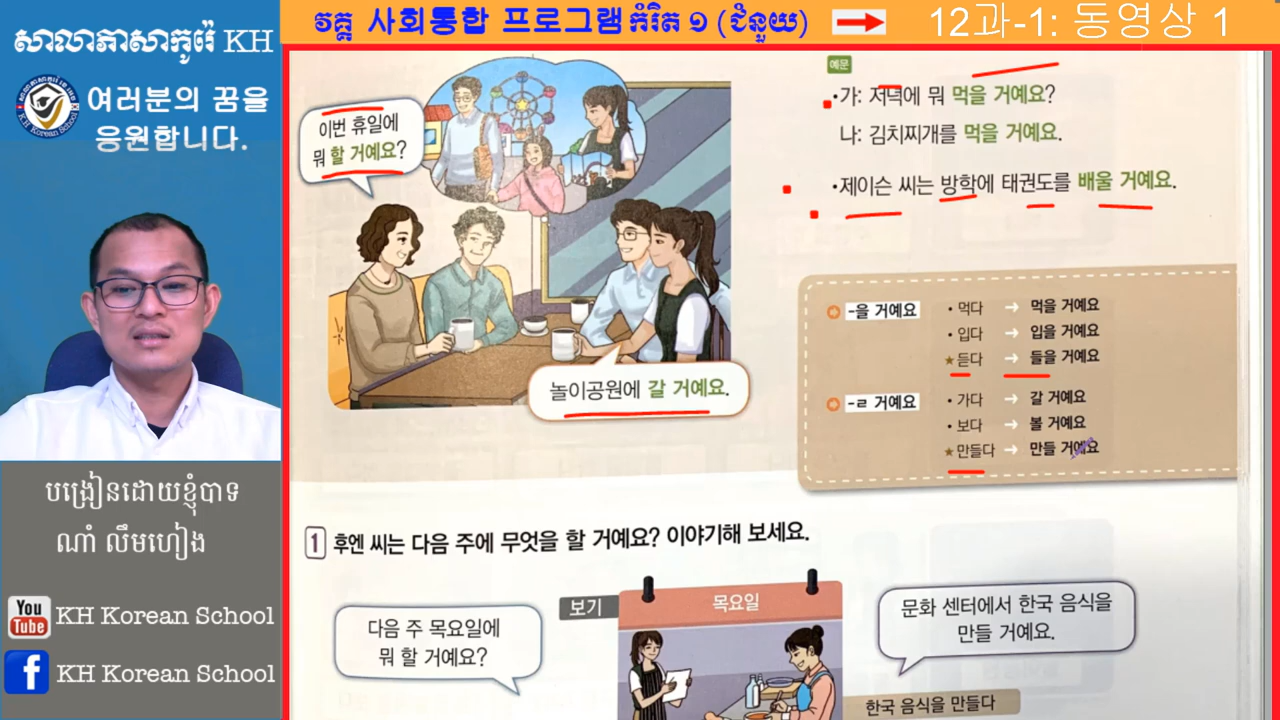 សាលាភាសាកូរ៉េ KH
여러분의 꿈을
응원합니다.
វគ្គ 사회통합 프로그램 កំរិត ១ (ជំនួយ)
12과-1: 동영상 1
이번 휴일에
뭐 할 거예요?
놀이공원에 갈 거예요.
예문
•가: 저녁에 뭐 먹을 거예요?
나: 김치찌개를 먹을 거예요.
•제이슨 씨는 방학에 태권도를 배울 거예요.
-을 거예요
•먹다 → 먹을 거예요
•입다 → 입을 거예요
★듣다 → 들을 거예요
-ㄹ 거예요
•가다 → 갈 거예요
•보다 → 볼 거예요
★만들다 → 만들 거예요
1 후엔 씨는 다음 주에 무엇을 할 거예요? 이야기해 보세요.
보기
다음 주 목요일에
뭐 할 거예요?
목요일
문화 센터에서 한국 음식을
만들 거예요.
한국 음식을 만들다
បង្រៀនដោយខ្ញុំបាទ
ណាំ លឹមហៀង
You
Tube
KH Korean School
f KH Korean School